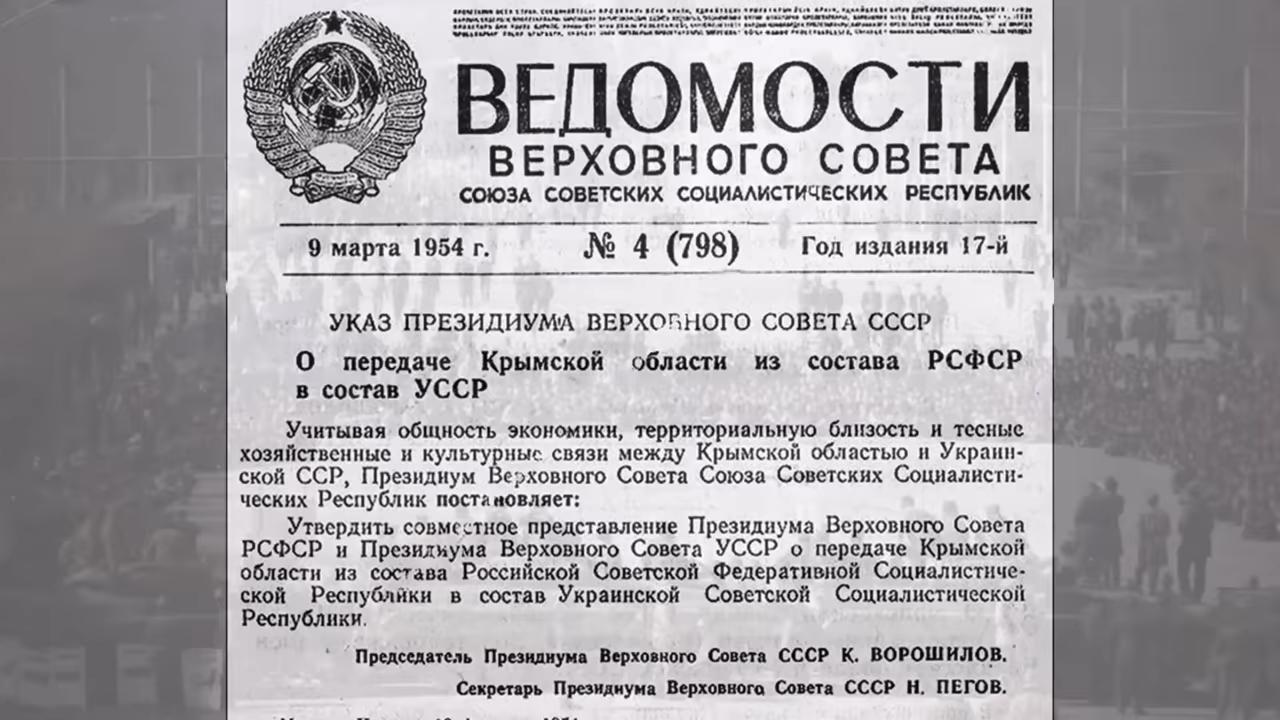 ВЕДОМОСТИ
ВЕРХОВНОГО СОВЕТА
СОЮЗА СОВЕТСКИХ СОЦИАЛИСТИЧЕСКИХ РЕСПУБЛИК
9 марта 1954 г. № 4 (798) Год издания 17-й
УКАЗ ПРЕЗИДИУМА ВЕРХОВНОГО СОВЕТА СССР
О передаче Крымской области из состава РСФСР
в состав УССР
Учитывая общность экономики, территориальную близость и тесные
хозяйственные и культурные связи между Крымской областью и Украин-
ской ССР, Президиум Верховного Совета Союза Советских Социалисти-
ческих Республик постановляет:
Утвердить совместное представление Президиума Верховного Совета
РСФСР и Президиума Верховного Совета УССР о передаче Крымской
области из состава Российской Советской Федеративной Социалистиче-
ской Республики в состав Украинской Советской Социалистической
Республики.
Председатель Президиума Верховного Совета СССР К. ВОРОШИЛОВ.
Секретарь Президиума Верховного Совета СССР Н. ПЕГОВ.